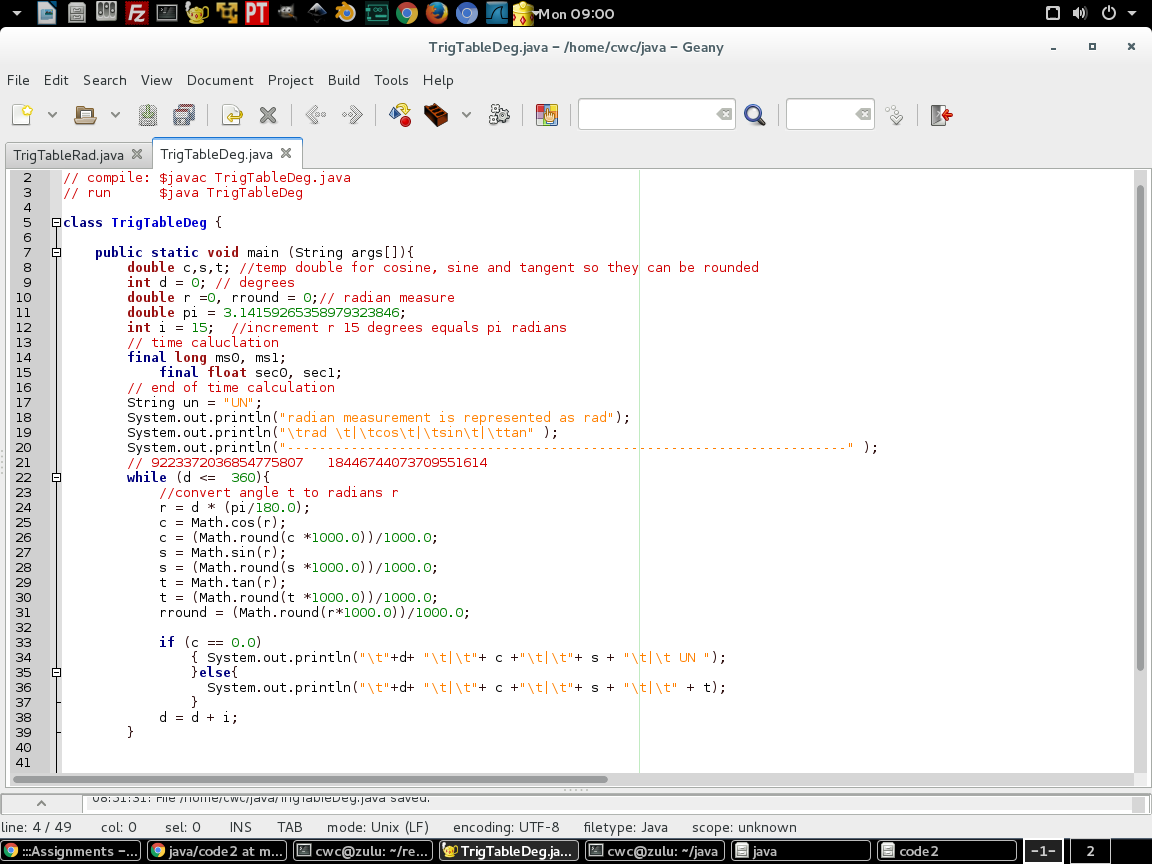 Mon 09:00
TrigTableDeg.java – /home/cwc/java – Geany
File Edit Search View Document Project Build Tools Help
TrigTableRad.java TrigTableDeg.java
2 // compile: $javac TrigTableDeg.java
3 // run      $java TrigTableDeg
4
5 class TrigTableDeg {
6
7     public static void main (String args[]){
8         double c,s,t; //temp double for cosine, sine and tangent so they can be rounded
9         int d = 0; // degrees
10         double r =0, rround = 0;// radian measure
11         double pi = 3.14159265358979323846;
12         int i = 15;  //increment r 15 degrees equals pi radians
13         // time caluclation
14         final long ms0, ms1;
15             final float sec0, sec1;
16         // end of time calculation
17         String un = "UN";
18         System.out.println("radian measurement is represented as rad");
19         System.out.println("\trad \t|\tcos\t|\tsin\t|\ttan" );
20         System.out.println("----------------------------------------------------------------------" );
21         // 9223372036854775807   18446744073709551614
22         while (d <=  360){
23             //convert angle t to radians r
24             r = d * (pi/180.0);
25             c = Math.cos(r);
26             c = (Math.round(c *1000.0))/1000.0;
27             s = Math.sin(r);
28             s = (Math.round(s *1000.0))/1000.0;
29             t = Math.tan(r);
30             t = (Math.round(t *1000.0))/1000.0;
31             rround = (Math.round(r*1000.0))/1000.0;
32
33             if (c == 0.0)
34                 { System.out.println("\t"+d+ "\t|\t"+ c +"\t|\t"+ s + "\t|\t UN ");
35                 }else{
36                   System.out.println("\t"+d+ "\t|\t"+ c +"\t|\t"+ s + "\t|\t" + t);
37                 }
38             d = d + i;
39         }
40
41
08:51:31: File /home/cwc/java/TrigTableDeg.java saved.
line: 4 / 49 col: 0 sel: 0 INS TAB mode: Unix (LF) encoding: UTF-8 filetype: Java scope: unknown
:::Assignments –... java/code2 at m... cwc@zulu: ~/re... TrigTableDeg.ja... cwc@zulu: ~/java java code2 -1- 2